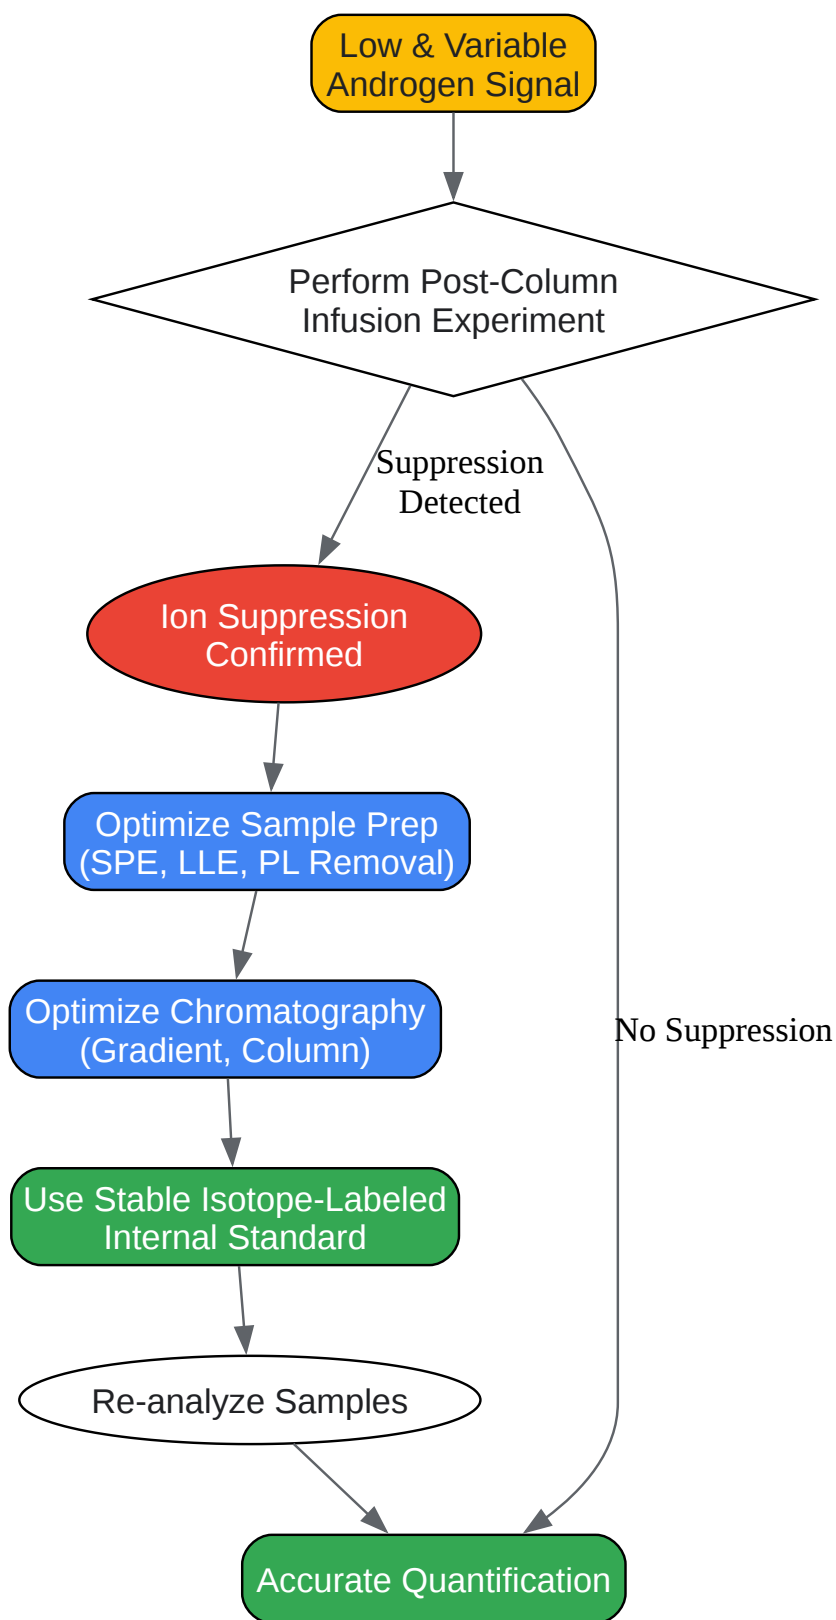 Low & Variable
Androgen Signal
Perform Post-Column
Infusion Experiment
Suppression
Detected
Ion Suppression
Confirmed
Optimize Sample Prep
(SPE, LLE, PL Removal)
Optimize Chromatography
(Gradient, Column)
No Suppression
Use Stable Isotope-Labeled
Internal Standard
Re-analyze Samples
Accurate Quantification